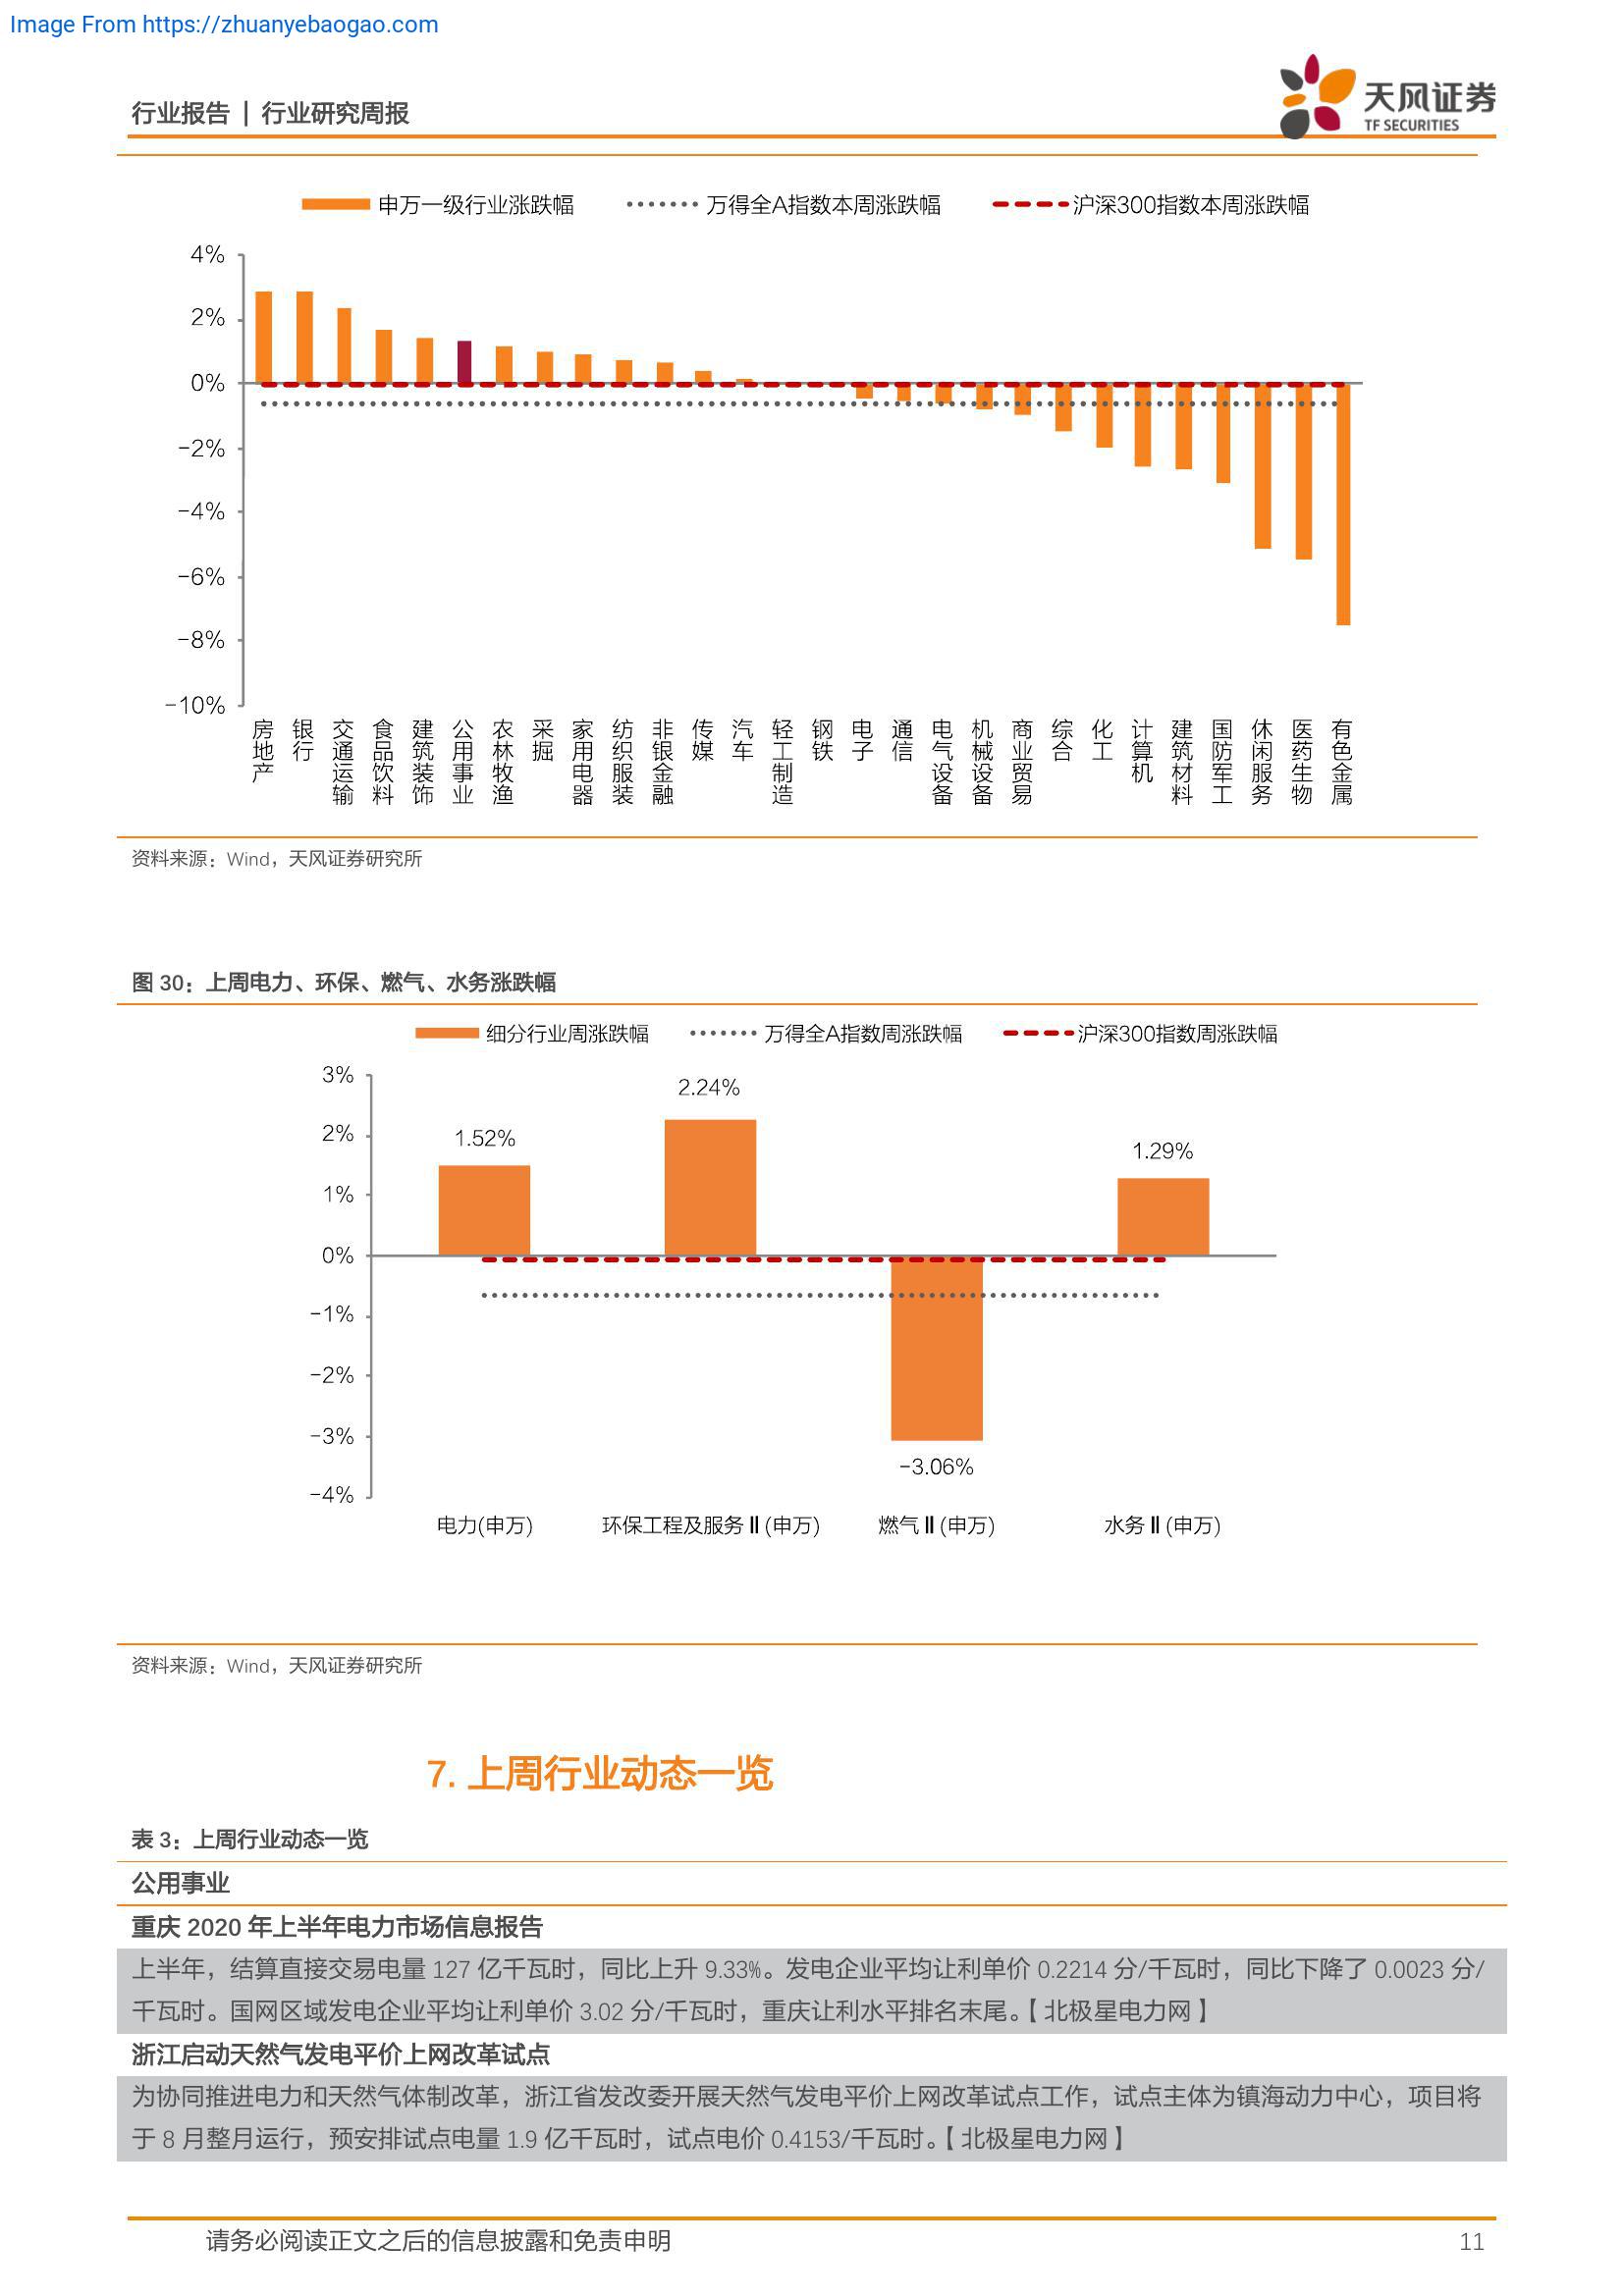 Image From https://zhuanyebaogao.com
行业报告 | 行业研究周报
天风证券
TF SECURITIES
申万一级行业涨跌幅 万得全A指数本周涨跌幅 沪深300指数本周涨跌幅
4%
2%
0%
-2%
-4%
-6%
-8%
-10%
房地产 银行 交通运输 食品饮料 建筑装饰 公用事业 农林牧渔 采掘 家用电器 纺织服装 非银金融 传媒 汽车 轻工制造 钢铁 电子 通信 电气设备 机械设备 商业贸易 综合 化工 计算机 建筑材料 国防军工 休闲服务 医药生物 有色金属
资料来源：Wind，天风证券研究所
图 30：上周电力、环保、燃气、水务涨跌幅
细分行业周涨跌幅 万得全A指数周涨跌幅 沪深300指数周涨跌幅
3%
2%
1%
0%
-1%
-2%
-3%
-4%
1.52% 2.24% -3.06% 1.29%
电力(申万) 环保工程及服务Ⅱ(申万) 燃气Ⅱ(申万) 水务Ⅱ(申万)
资料来源：Wind，天风证券研究所
7. 上周行业动态一览
表 3：上周行业动态一览
公用事业
重庆 2020 年上半年电力市场信息报告
上半年，结算直接交易电量 127 亿千瓦时，同比上升 9.33%。发电企业平均让利单价 0.2214 分/千瓦时，同比下降了 0.0023 分/
千瓦时。国网区域发电企业平均让利单价 3.02 分/千瓦时，重庆让利水平排名末尾。【北极星电力网】
浙江启动天然气发电平价上网改革试点
为协同推进电力和天然气体制改革，浙江省发改委开展天然气发电平价上网改革试点工作，试点主体为镇海动力中心，项目将
于 8 月整月运行，预安排试点电量 1.9 亿千瓦时，试点电价 0.4153/千瓦时。【北极星电力网】
请务必阅读正文之后的信息披露和免责申明 11